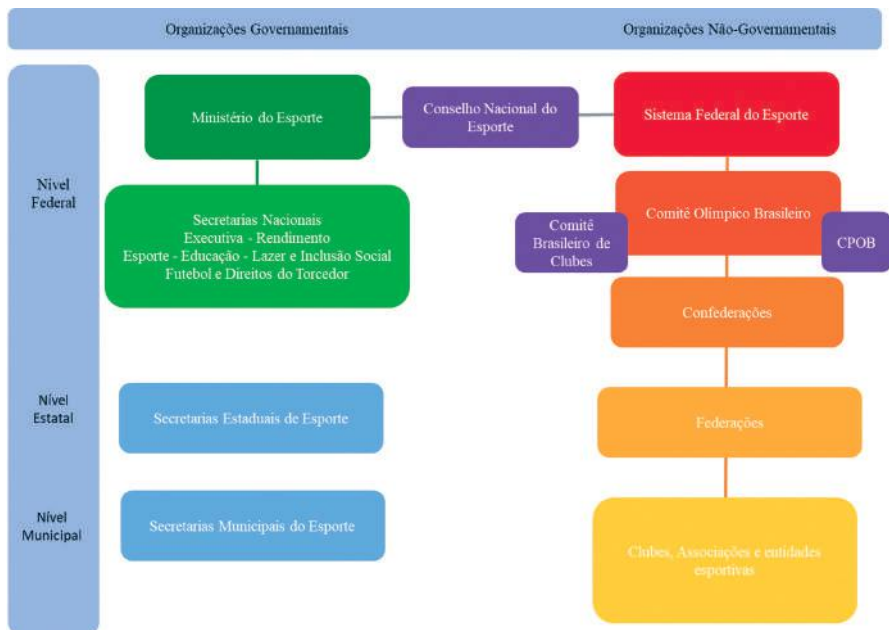 Organizações Governamentais
Organizações Não-Governamentais
Nível
Federal
Ministério do Esporte
Conselho Nacional do
Esporte
Sistema Federal do Esporte
Secretarias Nacionais
Executiva - Rendimento
Esporte - Educação - Lazer e Inclusão Social
Futebol e Direitos do Torcedor
Comitê
Brasileiro de
Clubes
Comitê Olímpico Brasileiro
CPOB
Confederações
Nível
Estatal
Secretarias Estaduais de Esporte
Federações
Nível
Municipal
Secretarias Municipais do Esporte
Clubes, Associações e entidades
esportivas